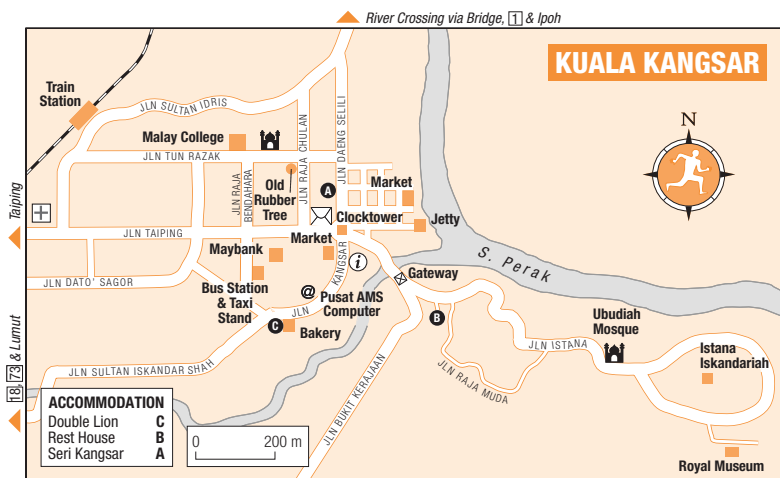 River Crossing via Bridge, 1 & Ipoh
KUALA KANGSAR
Train
Station
JLN SULTAN IDRIS
Malay College
JLN TUN RAZAK
JLN RAJA CHULAN
JLN DAENG SELILI
N
JLN RAJA
BENDAHARA
Old
Rubber
Tree
A
Market
Taiping
Clocktower
Jetty
JLN TAIPING
Market
Maybank
KANGSAR
i
Gateway
S. Perak
JLN DATO' SAGOR
Bus Station
& Taxi
Stand
@
Pusat AMS
Computer
JLN
C
Bakery
B
Ubudiah
Mosque
JLN ISTANA
Istana
Iskandariah
JLN SULTAN ISKANDAR SHAH
JLN RAJA MUDA
18, 73 & Lumut
JLN BUKIT KERAJAAN
ACCOMMODATION
Double Lion C
Rest House B
Seri Kangsar A
0 200 m
Royal Museum